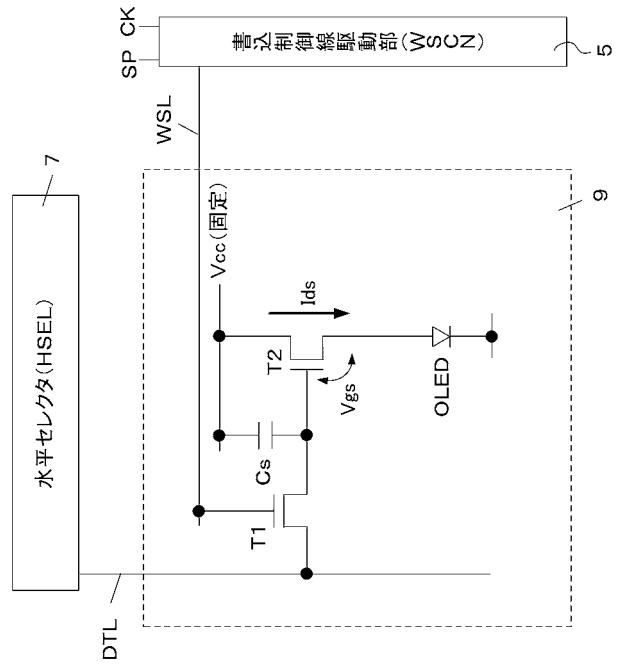 7
水平セレクタ(HSEL)
DTL
WSL
SP
CK
書込制御線駆動部(WSCN)
5
Vcc(固定)
Cs
T1
T2
Ids
Vgs
OLED
9